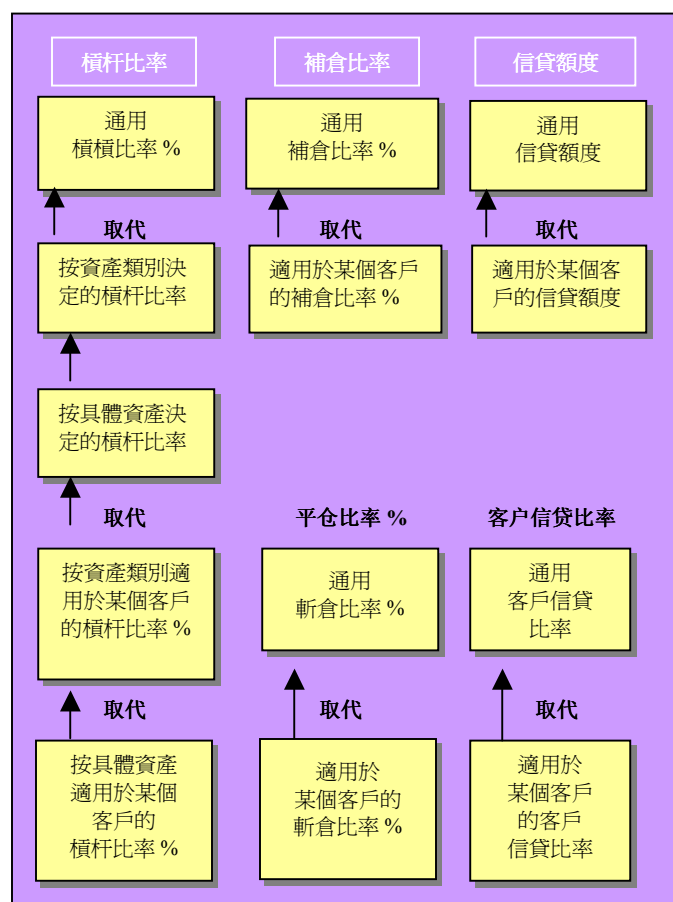 槓杆比率
補倉比率
信貸額度
通用
槓槓比率 %
通用
補倉比率 %
通用
信貸額度
取代
取代
取代
按資產類別決
定的槓杆比率
適用於某個客戶
的補倉比率 %
適用於某個客
戶的信貸額度
按具體資產決
定的槓杆比率
取代
平仓比率 %
客户信贷比率
按資產類別適
用於某個客戶
的槓杆比率 %
通用
斬倉比率 %
通用
客戶信貸
比率
取代
取代
取代
按具體資產
適用於某個
客戶的
槓杆比率 %
適用於
某個客戶的
斬倉比率 %
適用於
某個客戶
的客戶
信貸比率